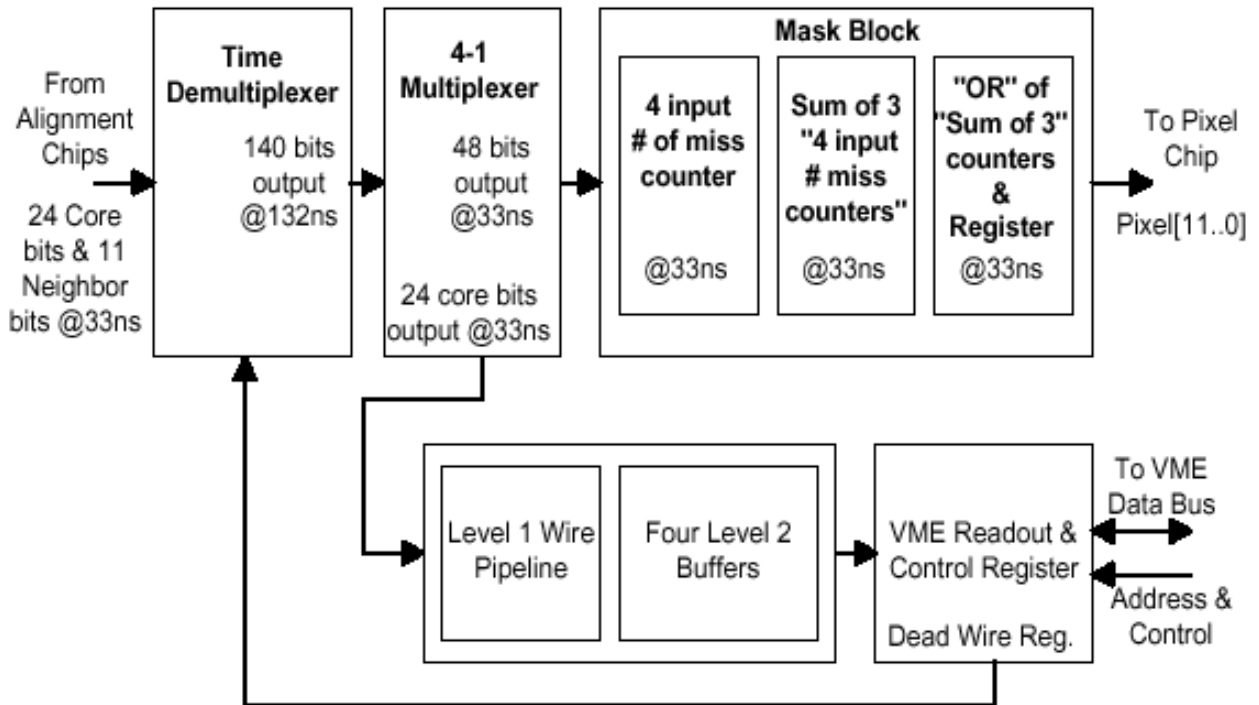 From
Alignment
Chips
24 Core
bits & 11
Neighbor
bits @33ns
Time
Demultiplexer
140 bits
output
@132ns
4-1
Multiplexer
48 bits
output
@33ns
24 core bits
output @33ns
Mask Block
4 input
# of miss
counter
@33ns
Sum of 3
"4 input
# miss
counters"
@33ns
"OR" of
"Sum of 3"
counters
&
Register
@33ns
To Pixel
Chip
Pixel[11..0]
Level 1 Wire
Pipeline
Four Level 2
Buffers
VME Readout &
Control Register
Dead Wire Reg.
To VME
Data Bus
Address &
Control